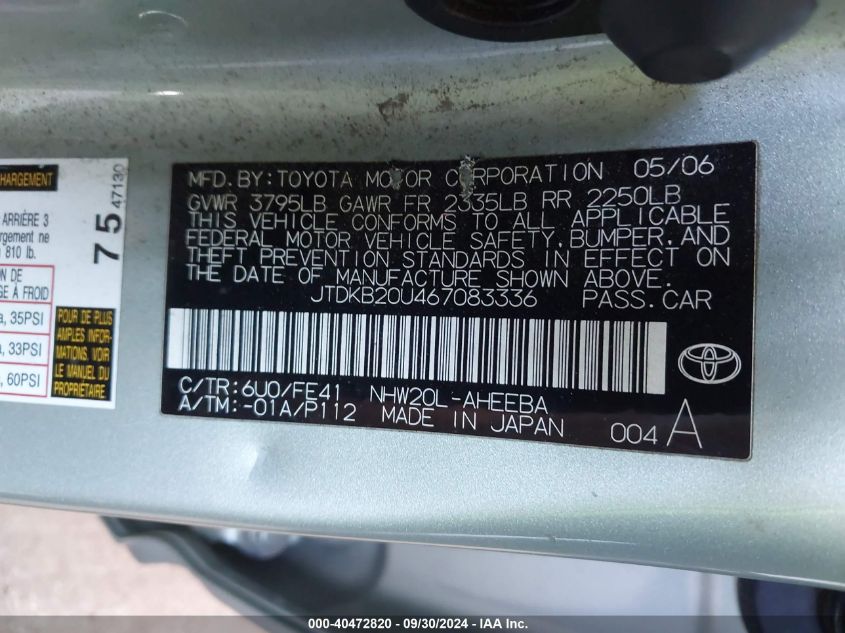 HARGEMENT
ARRIÈRE 3
argement ne
810 lb.
ON DE
E À FROID
a, 35PSI
a, 33PSI
, 60PSI
POUR DE PLUS
AMPLES INFOR-
MATIONS, VOIR
LE MANUEL DU
PROPRIÉTAIRE.
75
47130
MFD.BY:TOYOTA MOTOR CORPORATION 05/06
GVWR 3795LB GAWR FR 2335LB RR 2250LB
THIS VEHICLE CONFORMS TO ALL APPLICABLE
FEDERAL MOTOR VEHICLE SAFETY,BUMPER,AND
THEFT PREVENTION STANDARDS IN EFFECT ON
THE DATE OF MANUFACTURE SHOWN ABOVE.
JTDKB20U467083336 PASS.CAR
C/TR:6U0/FE41 NHW20L-AHEEBA
A/TM:-01A/P112 MADE IN JAPAN
004 A
000-40472820 / 09/30/2024 - IAA Inc.